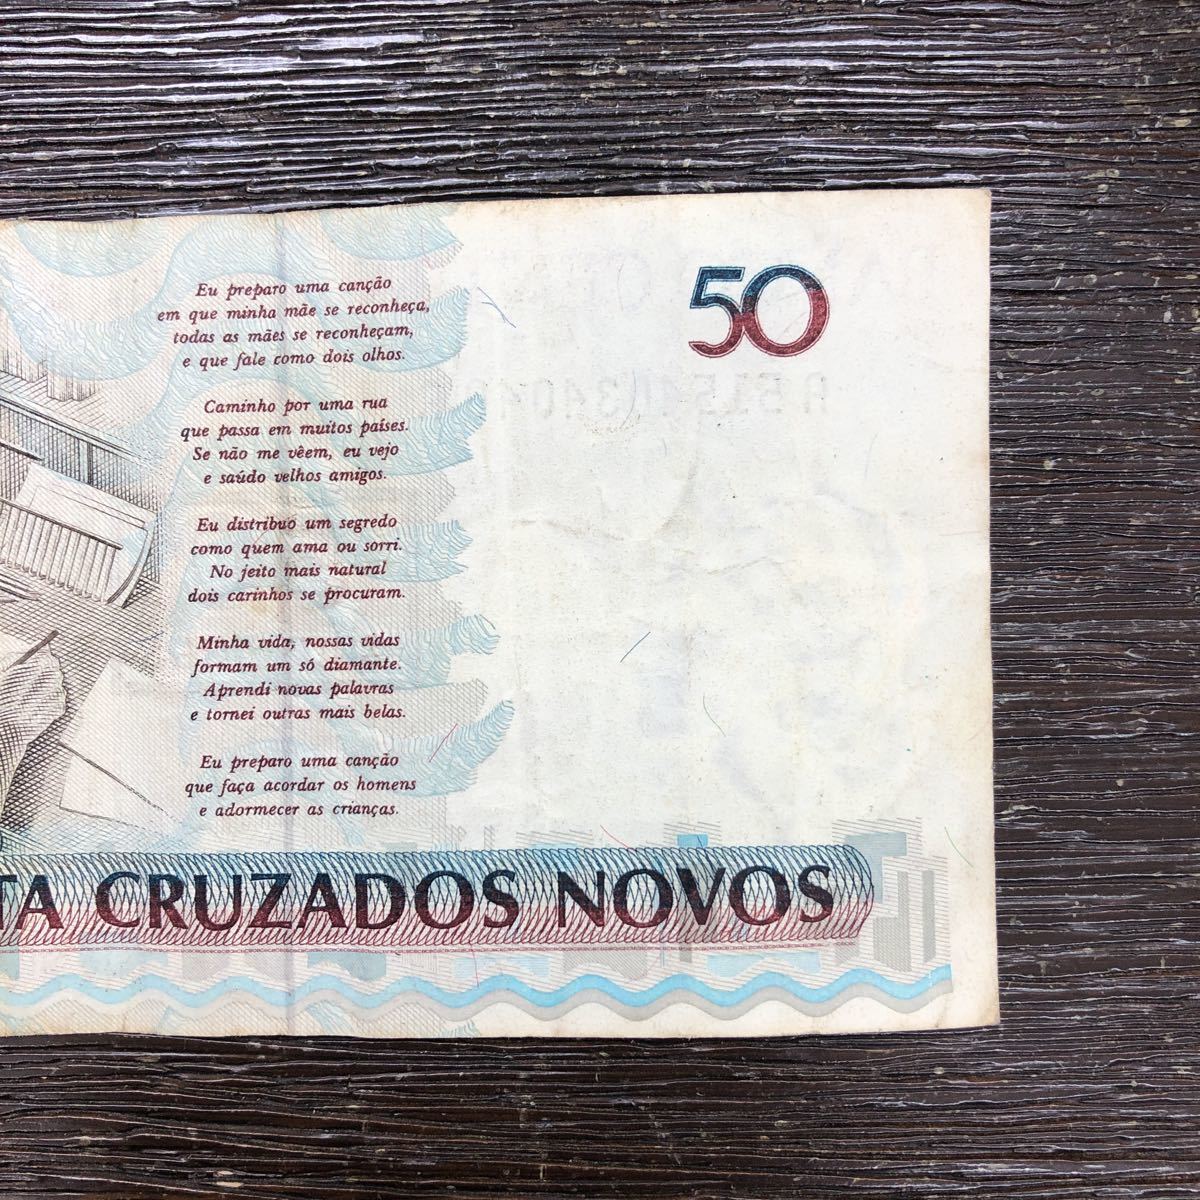 50
Eu preparo uma canção
em que minha mãe se reconheça,
todas as mães se reconheçam,
e que fale como dois olhos.
Caminho por uma rua
que passa em muitos países.
Se não me vêem, eu vejo
e saúdo velhos amigos.
Eu distribuo um segredo
como quem ama ou sorri.
No jeito mais natural
dois carinhos se procuram.
Minha vida, nossas vidas
formam um só diamante.
Aprendi novas palavras
e tornei outras mais belas.
Eu preparo uma canção
que faça acordar os homens
e adormecer as crianças.
TA CRUZADOS NOVOS